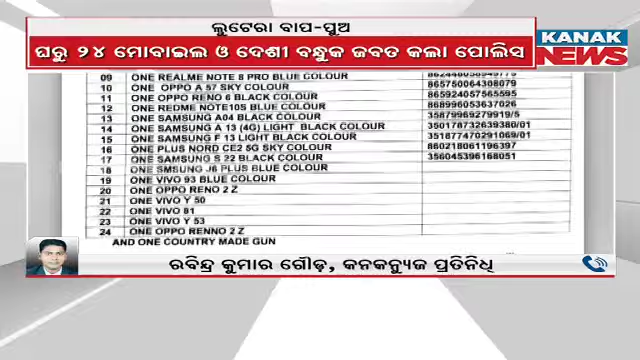 ଲୁଟେରା ବାପ-ପୁଅ
ଘରୁ ୨୪ ମୋବାଇଲ ଓ ଦେଶୀ ବନ୍ଧୁକ ଜବତ କଲା ପୋଲିସ
KANAK NEWS
09 ONE REALME NOTE 8 PRO BLUE COLOUR 862448058949775
10 ONE OPPO A 57 SKY COLOUR 865750064308079
11 ONE OPPO RENO 6 BLACK COLOUR 865924057565595
12 ONE REDME NOTE10S BLUE COLOUR 868996053637026
13 ONE SAMSUNG A04 BLACK COLOUR 35879969279919/5
14 ONE SAMSUNG A 13 (4G) LIGHT BLACK COLOUR 350178732639380/01
15 ONE SAMSUNG F 13 LIGHT BLACK COLOUR 351877470291069/01
16 ONE PLUS NORD CE2 5G SKY COLOUR 860218061196397
17 ONE SAMSUNG S 22 BLACK COLOUR 356045396168051
18 ONE SMSUNG J6 PLUS BLUE COLOUR
19 ONE VIVO 93 BLUE COLOUR
20 ONE OPPO RENO 2 Z
21 ONE VIVO Y 50
22 ONE VIVO 81
23 ONE VIVO Y 53
24 ONE OPPO RENNO 2 Z
AND ONE COUNTRY MADE GUN
ରବିନ୍ଦ୍ର କୁମାର ଗୌଡ଼, କନକନ୍ୟୁଜ ପ୍ରତିନିଧି